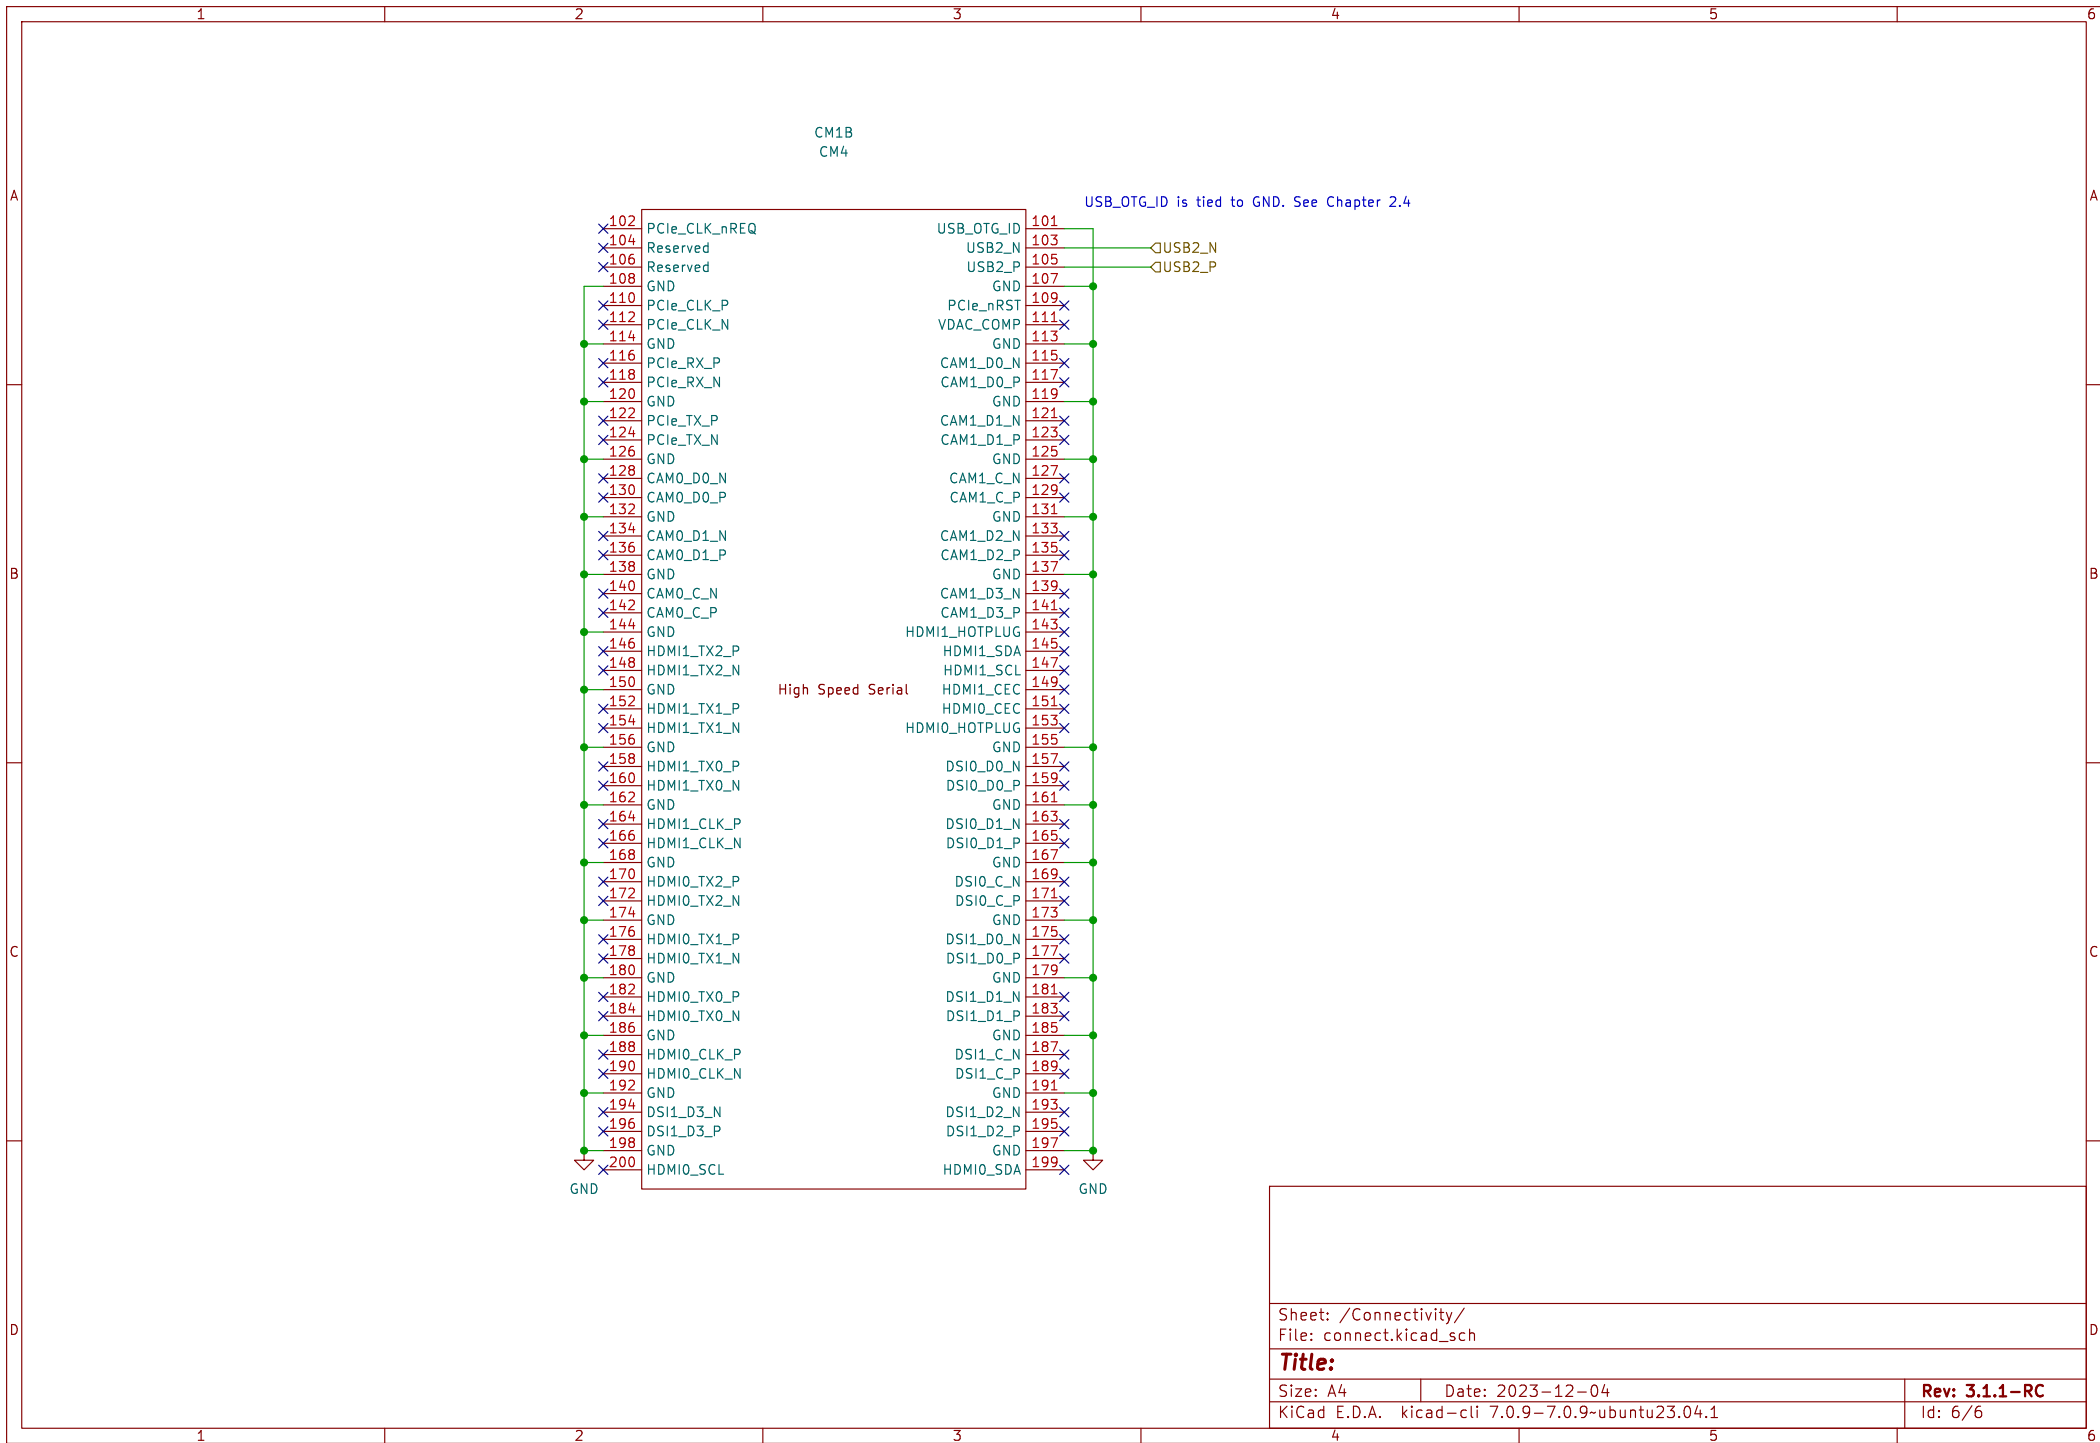 1 2 3 4 5 6
CM1B
CM4
A A
USB_OTG_ID is tied to GND. See Chapter 2.4
102 PCIe_CLK_nREQ USB_OTG_ID 101
104 Reserved USB2_N 103 USB2_N
106 Reserved USB2_P 105 USB2_P
108 GND GND 107
110 PCIe_CLK_P PCIe_nRST 109
112 PCIe_CLK_N VDAC_COMP 111
114 GND GND 113
116 PCIe_RX_P CAM1_D0_N 115
118 PCIe_RX_N CAM1_D0_P 117
120 GND GND 119
122 PCIe_TX_P CAM1_D1_N 121
124 PCIe_TX_N CAM1_D1_P 123
126 GND GND 125
128 CAM0_D0_N CAM1_C_N 127
130 CAM0_D0_P CAM1_C_P 129
132 GND GND 131
134 CAM0_D1_N CAM1_D2_N 133
136 CAM0_D1_P CAM1_D2_P 135
B 138 GND GND 137 B
140 CAM0_C_N CAM1_D3_N 139
142 CAM0_C_P CAM1_D3_P 141
144 GND HDMI1_HOTPLUG 143
146 HDMI1_TX2_P HDMI1_SDA 145
148 HDMI1_TX2_N HDMI1_SCL 147
150 GND High Speed Serial HDMI1_CEC 149
152 HDMI1_TX1_P HDMI0_CEC 151
154 HDMI1_TX1_N HDMI0_HOTPLUG 153
156 GND GND 155
158 HDMI1_TX0_P DSI0_D0_N 157
160 HDMI1_TX0_N DSI0_D0_P 159
162 GND GND 161
164 HDMI1_CLK_P DSI0_D1_N 163
166 HDMI1_CLK_N DSI0_D1_P 165
168 GND GND 167
170 HDMI0_TX2_P DSI0_C_N 169
172 HDMI0_TX2_N DSI0_C_P 171
174 GND GND 173
176 HDMI0_TX1_P DSI1_D0_N 175
C 178 HDMI0_TX1_N DSI1_D0_P 177 C
180 GND GND 179
182 HDMI0_TX0_P DSI1_D1_N 181
184 HDMI0_TX0_N DSI1_D1_P 183
186 GND GND 185
188 HDMI0_CLK_P DSI1_C_N 187
190 HDMI0_CLK_N DSI1_C_P 189
192 GND GND 191
194 DSI1_D3_N DSI1_D2_N 193
196 DSI1_D3_P DSI1_D2_P 195
198 GND GND 197
200 HDMI0_SCL HDMI0_SDA 199
GND GND
Sheet: /Connectivity/
D D
File: connect.kicad_sch
Title:
Size: A4 Date: 2023-12-04 Rev: 3.1.1-RC
KiCad E.D.A. kicad-cli 7.0.9-7.0.9~ubuntu23.04.1 Id: 6/6
1 2 3 4 5 6